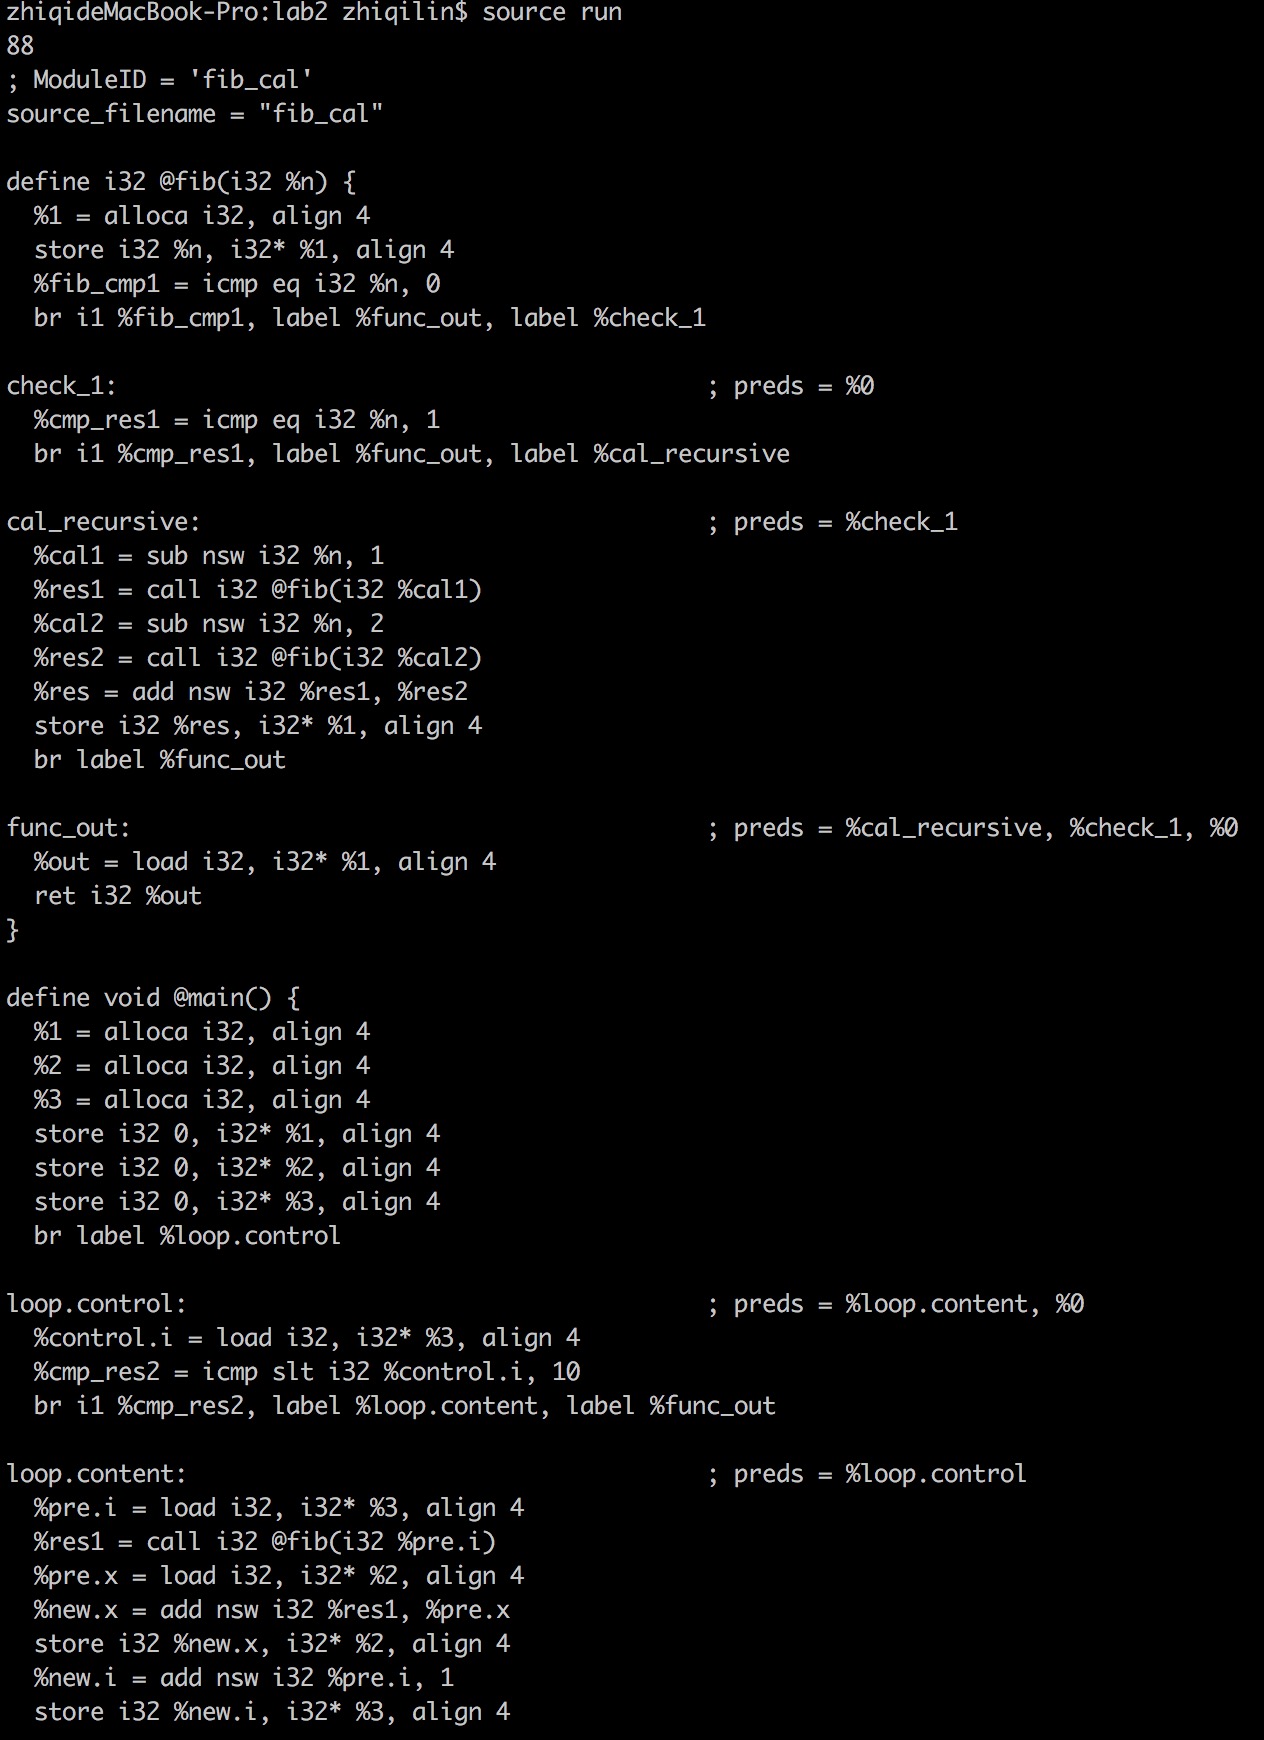 zhiqideMacBook-Pro:lab2 zhiqilin$ source run
88
; ModuleID = 'fib_cal'
source_filename = "fib_cal"

define i32 @fib(i32 %n) {
  %1 = alloca i32, align 4
  store i32 %n, i32* %1, align 4
  %fib_cmp1 = icmp eq i32 %n, 0
  br i1 %fib_cmp1, label %func_out, label %check_1

check_1:                                          ; preds = %0
  %cmp_res1 = icmp eq i32 %n, 1
  br i1 %cmp_res1, label %func_out, label %cal_recursive

cal_recursive:                                    ; preds = %check_1
  %cal1 = sub nsw i32 %n, 1
  %res1 = call i32 @fib(i32 %cal1)
  %cal2 = sub nsw i32 %n, 2
  %res2 = call i32 @fib(i32 %cal2)
  %res = add nsw i32 %res1, %res2
  store i32 %res, i32* %1, align 4
  br label %func_out

func_out:                                         ; preds = %cal_recursive, %check_1, %0
  %out = load i32, i32* %1, align 4
  ret i32 %out
}

define void @main() {
  %1 = alloca i32, align 4
  %2 = alloca i32, align 4
  %3 = alloca i32, align 4
  store i32 0, i32* %1, align 4
  store i32 0, i32* %2, align 4
  store i32 0, i32* %3, align 4
  br label %loop.control

loop.control:                                     ; preds = %loop.content, %0
  %control.i = load i32, i32* %3, align 4
  %cmp_res2 = icmp slt i32 %control.i, 10
  br i1 %cmp_res2, label %loop.content, label %func_out

loop.content:                                     ; preds = %loop.control
  %pre.i = load i32, i32* %3, align 4
  %res1 = call i32 @fib(i32 %pre.i)
  %pre.x = load i32, i32* %2, align 4
  %new.x = add nsw i32 %res1, %pre.x
  store i32 %new.x, i32* %2, align 4
  %new.i = add nsw i32 %pre.i, 1
  store i32 %new.i, i32* %3, align 4